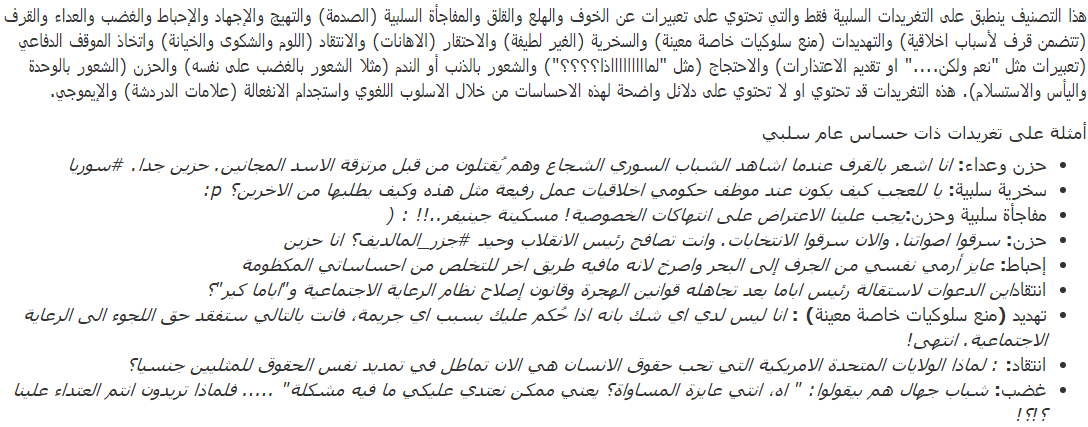 هذا التصنيف ينطبق على التغريدات السلبية فقط والتي تحتوي على تعبيرات عن الخوف والهلع والقلق والمفاجأة السلبية (الصدمة) والتهيج والإجهاد والإحباط والغضب والعداء والقرف
(تتضمن قرف لأسباب اخلاقية) والتهديدات (منع سلوكيات خاصة معينة) والسخرية (الغير لطيفة) والاحتقار (الاهانات) والانتقاد (اللوم والشكوى والخيانة) واتخاذ الموقف الدفاعي
(تعبيرات مثل "نعم ولكن...." او تقديم الاعتذارات) والاحتجاج (مثل "لمااااااااذا؟؟؟؟") والشعور بالذنب أو الندم (مثلا الشعور بالغضب على نفسه) والحزن (الشعور بالوحدة
واليأس والاستسلام). هذه التغريدات قد تحتوي او لا تحتوي على دلائل واضحة لهذه الاحساسات من خلال الاسلوب اللغوي واستجدام الانفعالة (علامات الدردشة) والإيموجي.
أمثلة على تغريدات ذات حساس عام سلبي
• حزن وعداء: انا اشعر بالقرف عندما اشاهد الشباب السوري الشجاع وهم يُقتلون من قبل مرتزقة الاسد المجانين. حزين جدا. #سوريا
• سخرية سلبية: يا للعجب كيف يكون عند موظف حكومي اخلاقيات عمل رفيعة مثل هذه وكيف يطلبها من الاخرين؟ p:
• مفاجأة سلبية وحزن:يجب علينا الاعتراض على انتهاكات الخصوصية! مسكينة جينيفر..!! : (
• حزن: سرقوا اصواتنا. والان سرقوا الانتخابات. وانت تصافح رئيس الانقلاب وحيد #جزر_المالديف؟ انا حزين
• إحباط: عايز أرمي نفسي من الجرف إلى البحر واصرخ لانه مافيه طريق اخر للتخلص من احساساتي المكظومة
• انتقاداين الدعوات لاستقالة رئيس اباما بعد تجاهله قوانين الهجرة وقانون إصلاح نظام الرعاية الاجتماعية و"اباما كير"؟
• تهديد (منع سلوكيات خاصة معينة) : انا ليس لدي اي شك بانه اذا حُكم عليك بسبب اي جريمة، فانت بالتالي ستفقد حق اللجوء الى الرعاية
الاجتماعية. انتهى!
• انتقاد: : لماذا الولايات المتحدة الامريكية التي تحب حقوق الانسان هي الان تماطل في تمديد نفس الحقوق للمثليين جنسيا؟
• غضب: شباب جهال هم بيقولوا: " اه، انتي عايزة المساواة؟ يعني ممكن نعتدي عليكي ما فيه مشكلة" ..... فلماذا تريدون انتم العتداء علينا
؟!؟!